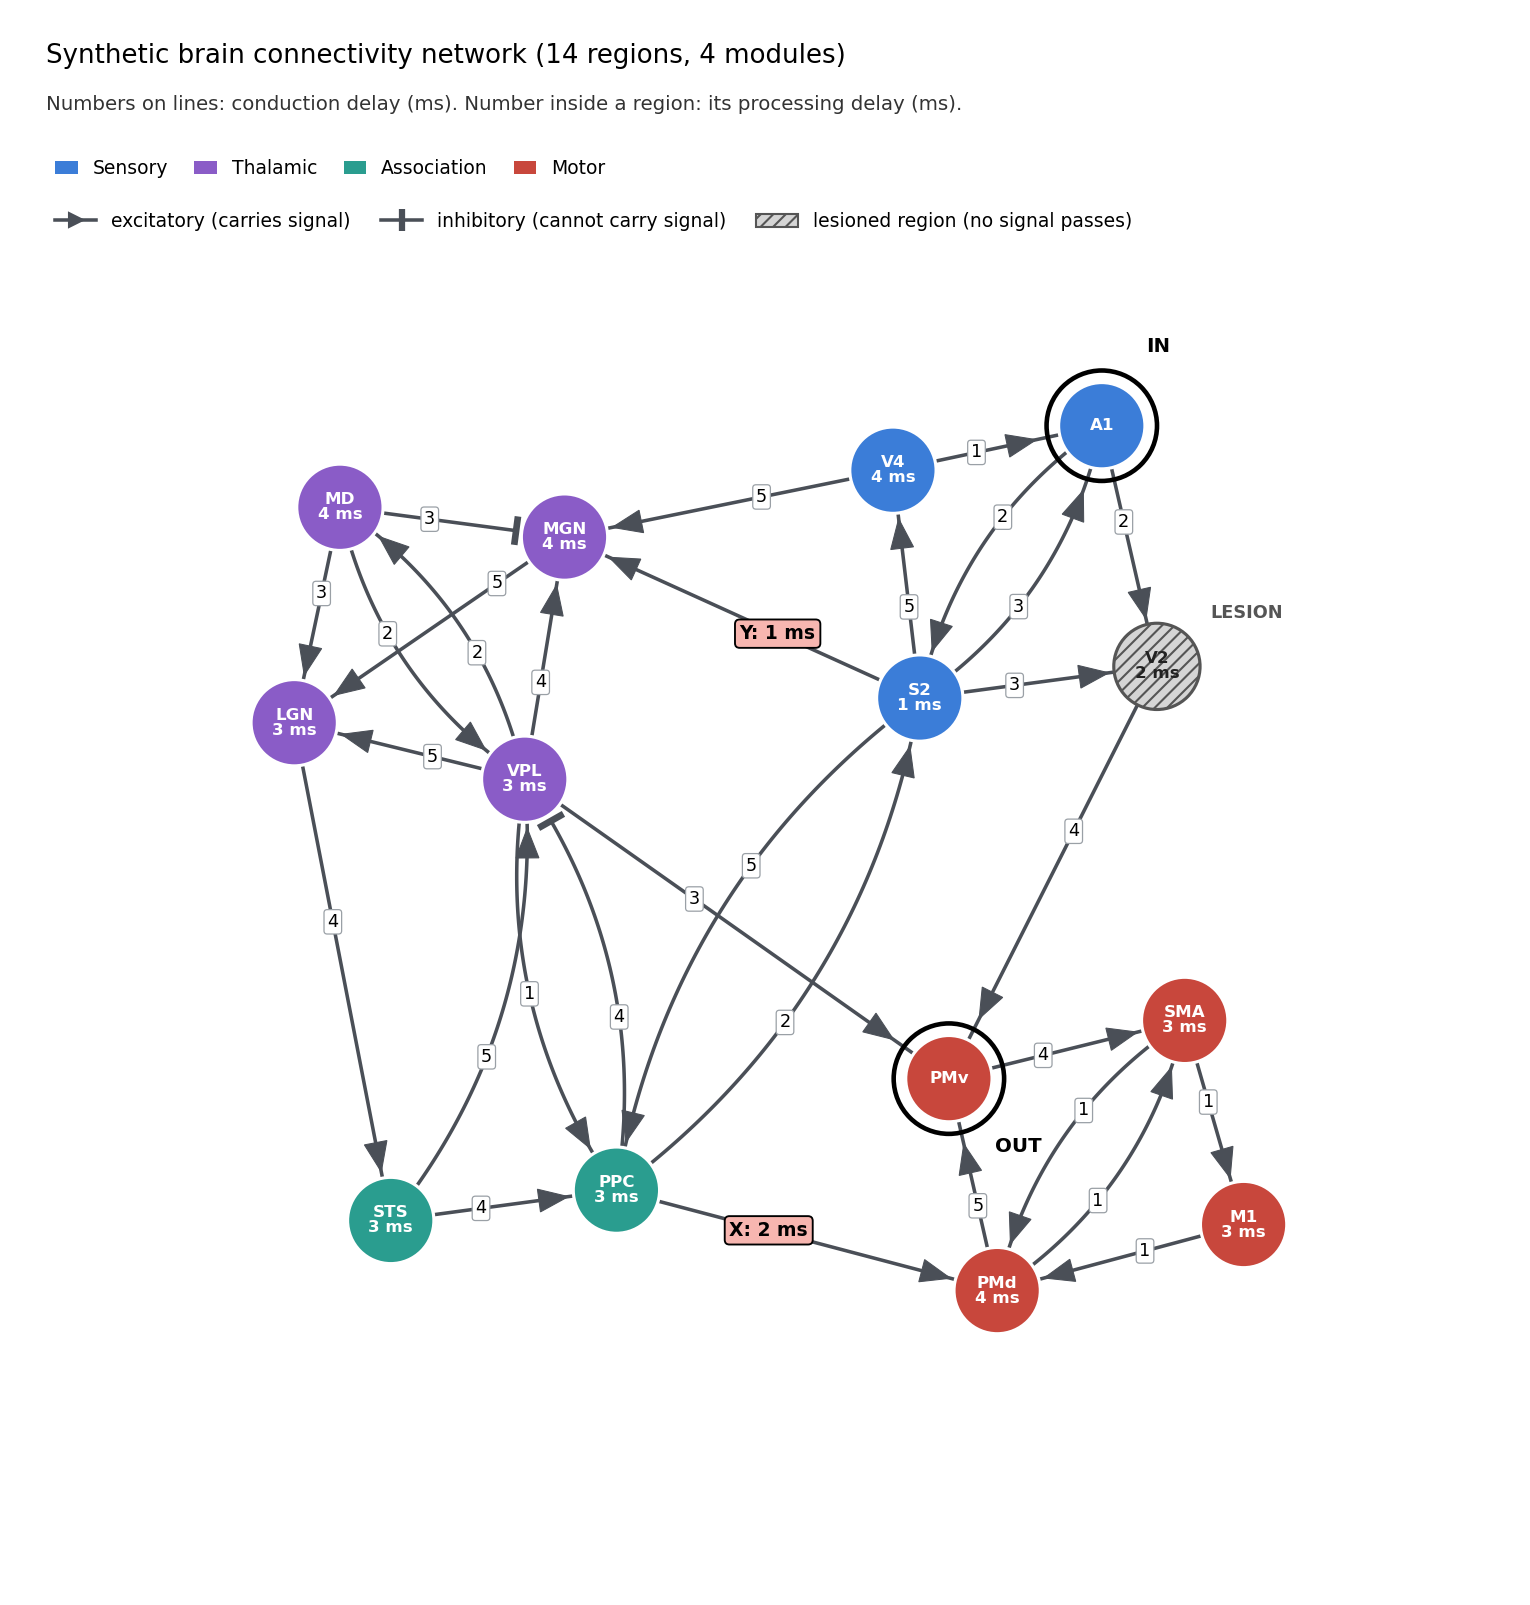 Synthetic brain connectivity network (14 regions, 4 modules)
Numbers on lines: conduction delay (ms). Number inside a region: its processing delay (ms).
Sensory
Thalamic
Association
Motor
excitatory (carries signal)
inhibitory (cannot carry signal)
lesioned region (no signal passes)
IN
A1
V4
4 ms
1
5
MD
4 ms
3
MGN
4 ms
2
2
5
3
5
3
2
5
3
LESION
Y: 1 ms
2
4
V2
2 ms
3
S2
1 ms
LGN
3 ms
5
VPL
3 ms
4
5
3
4
1
4
2
5
SMA
3 ms
4
PMv
1
1
OUT
PPC
3 ms
STS
3 ms
4
5
1
X: 2 ms
M1
3 ms
1
PMd
4 ms